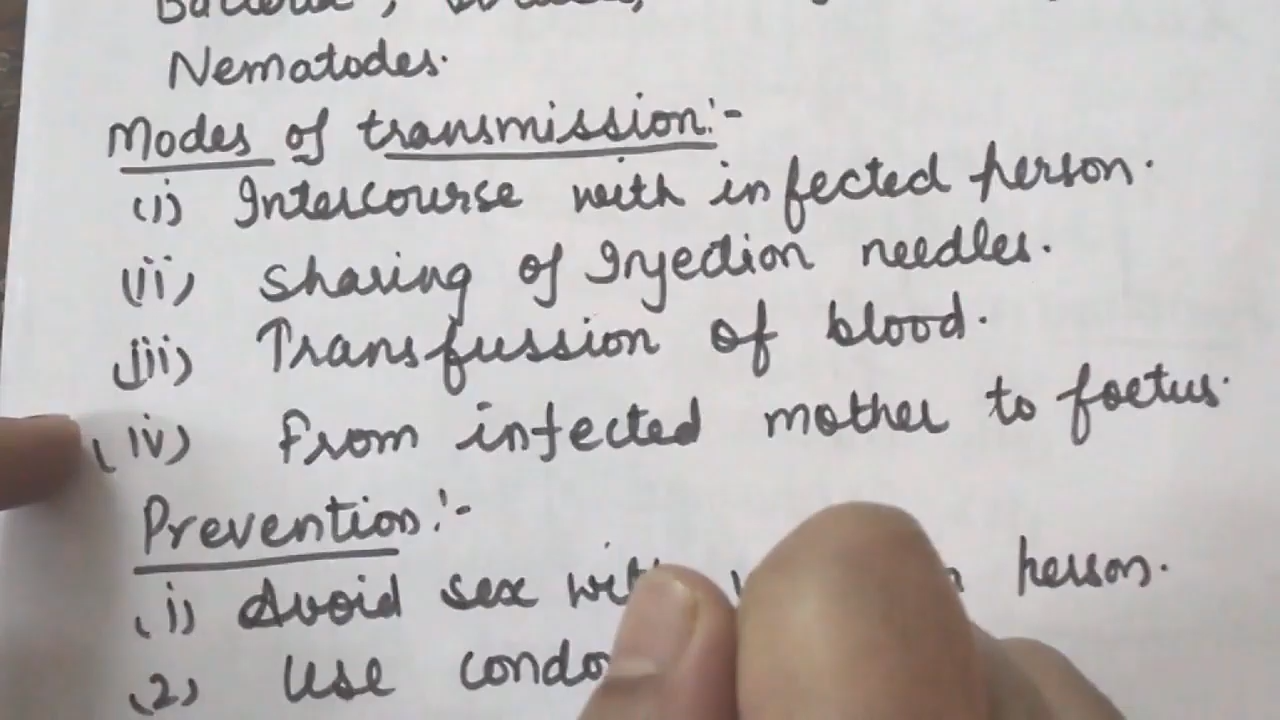 Nematodes.
Modes of transmission:-
(i) Intercourse with infected person.
(ii) Sharing of Injection needles.
(iii) Transfussion of blood.
(iv) From infected mother to foetus.
Prevention:-
(i) Avoid sex with person.
(2) Use